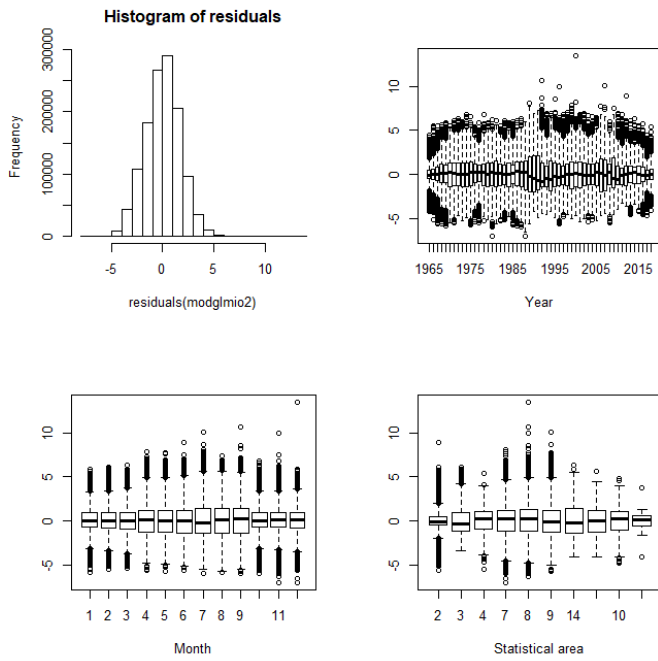 Histogram of residuals
Frequency
0 100000 200000 300000
-5 0 5 10
residuals(modglmio2)
-5 0 5 10
1965 1975 1985 1995 2005 2015
Year
-5 0 5 10
1 2 3 4 5 6 7 8 9 11
Month
-5 0 5 10
2 3 4 7 8 9 14 10
Statistical area